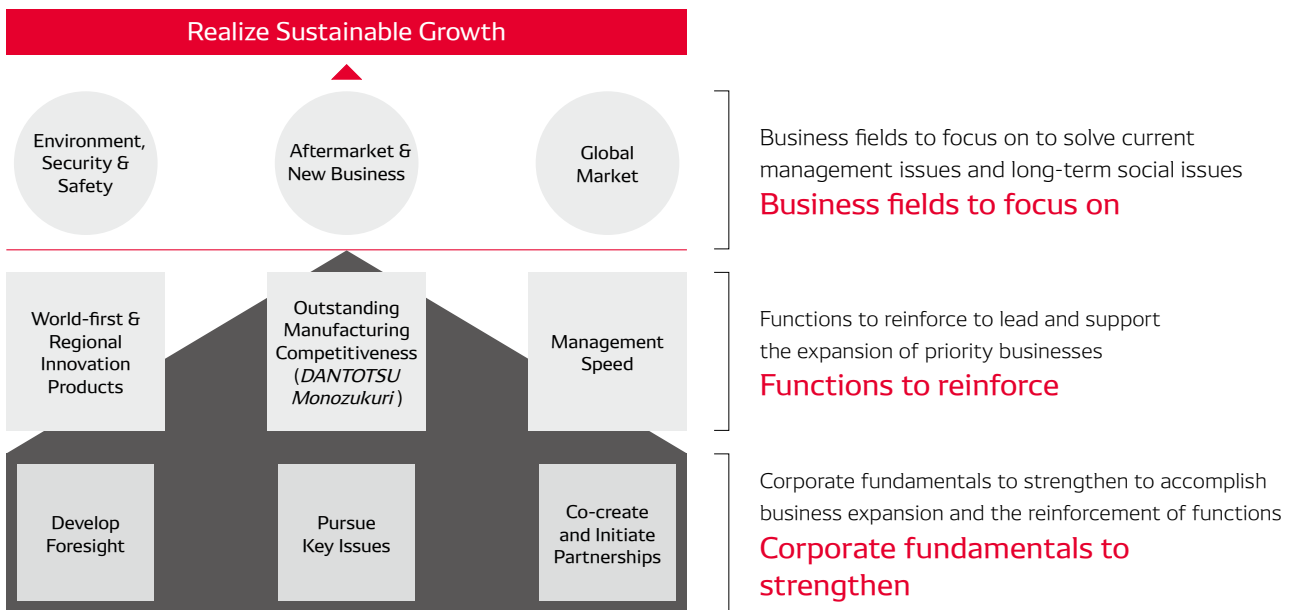 Realize Sustainable Growth
Environment,
Security &
Safety
Aftermarket &
New Business
Global
Market
Business fields to focus on to solve current
management issues and long-term social issues
Business fields to focus on
World-first &
Regional
Innovation
Products
Outstanding
Manufacturing
Competitiveness
(DANTOTSU
Monozukuri)
Management
Speed
Functions to reinforce to lead and support
the expansion of priority businesses
Functions to reinforce
Develop
Foresight
Pursue
Key Issues
Co-create
and Initiate
Partnerships
Corporate fundamentals to strengthen to accomplish
business expansion and the reinforcement of functions
Corporate fundamentals to
strengthen